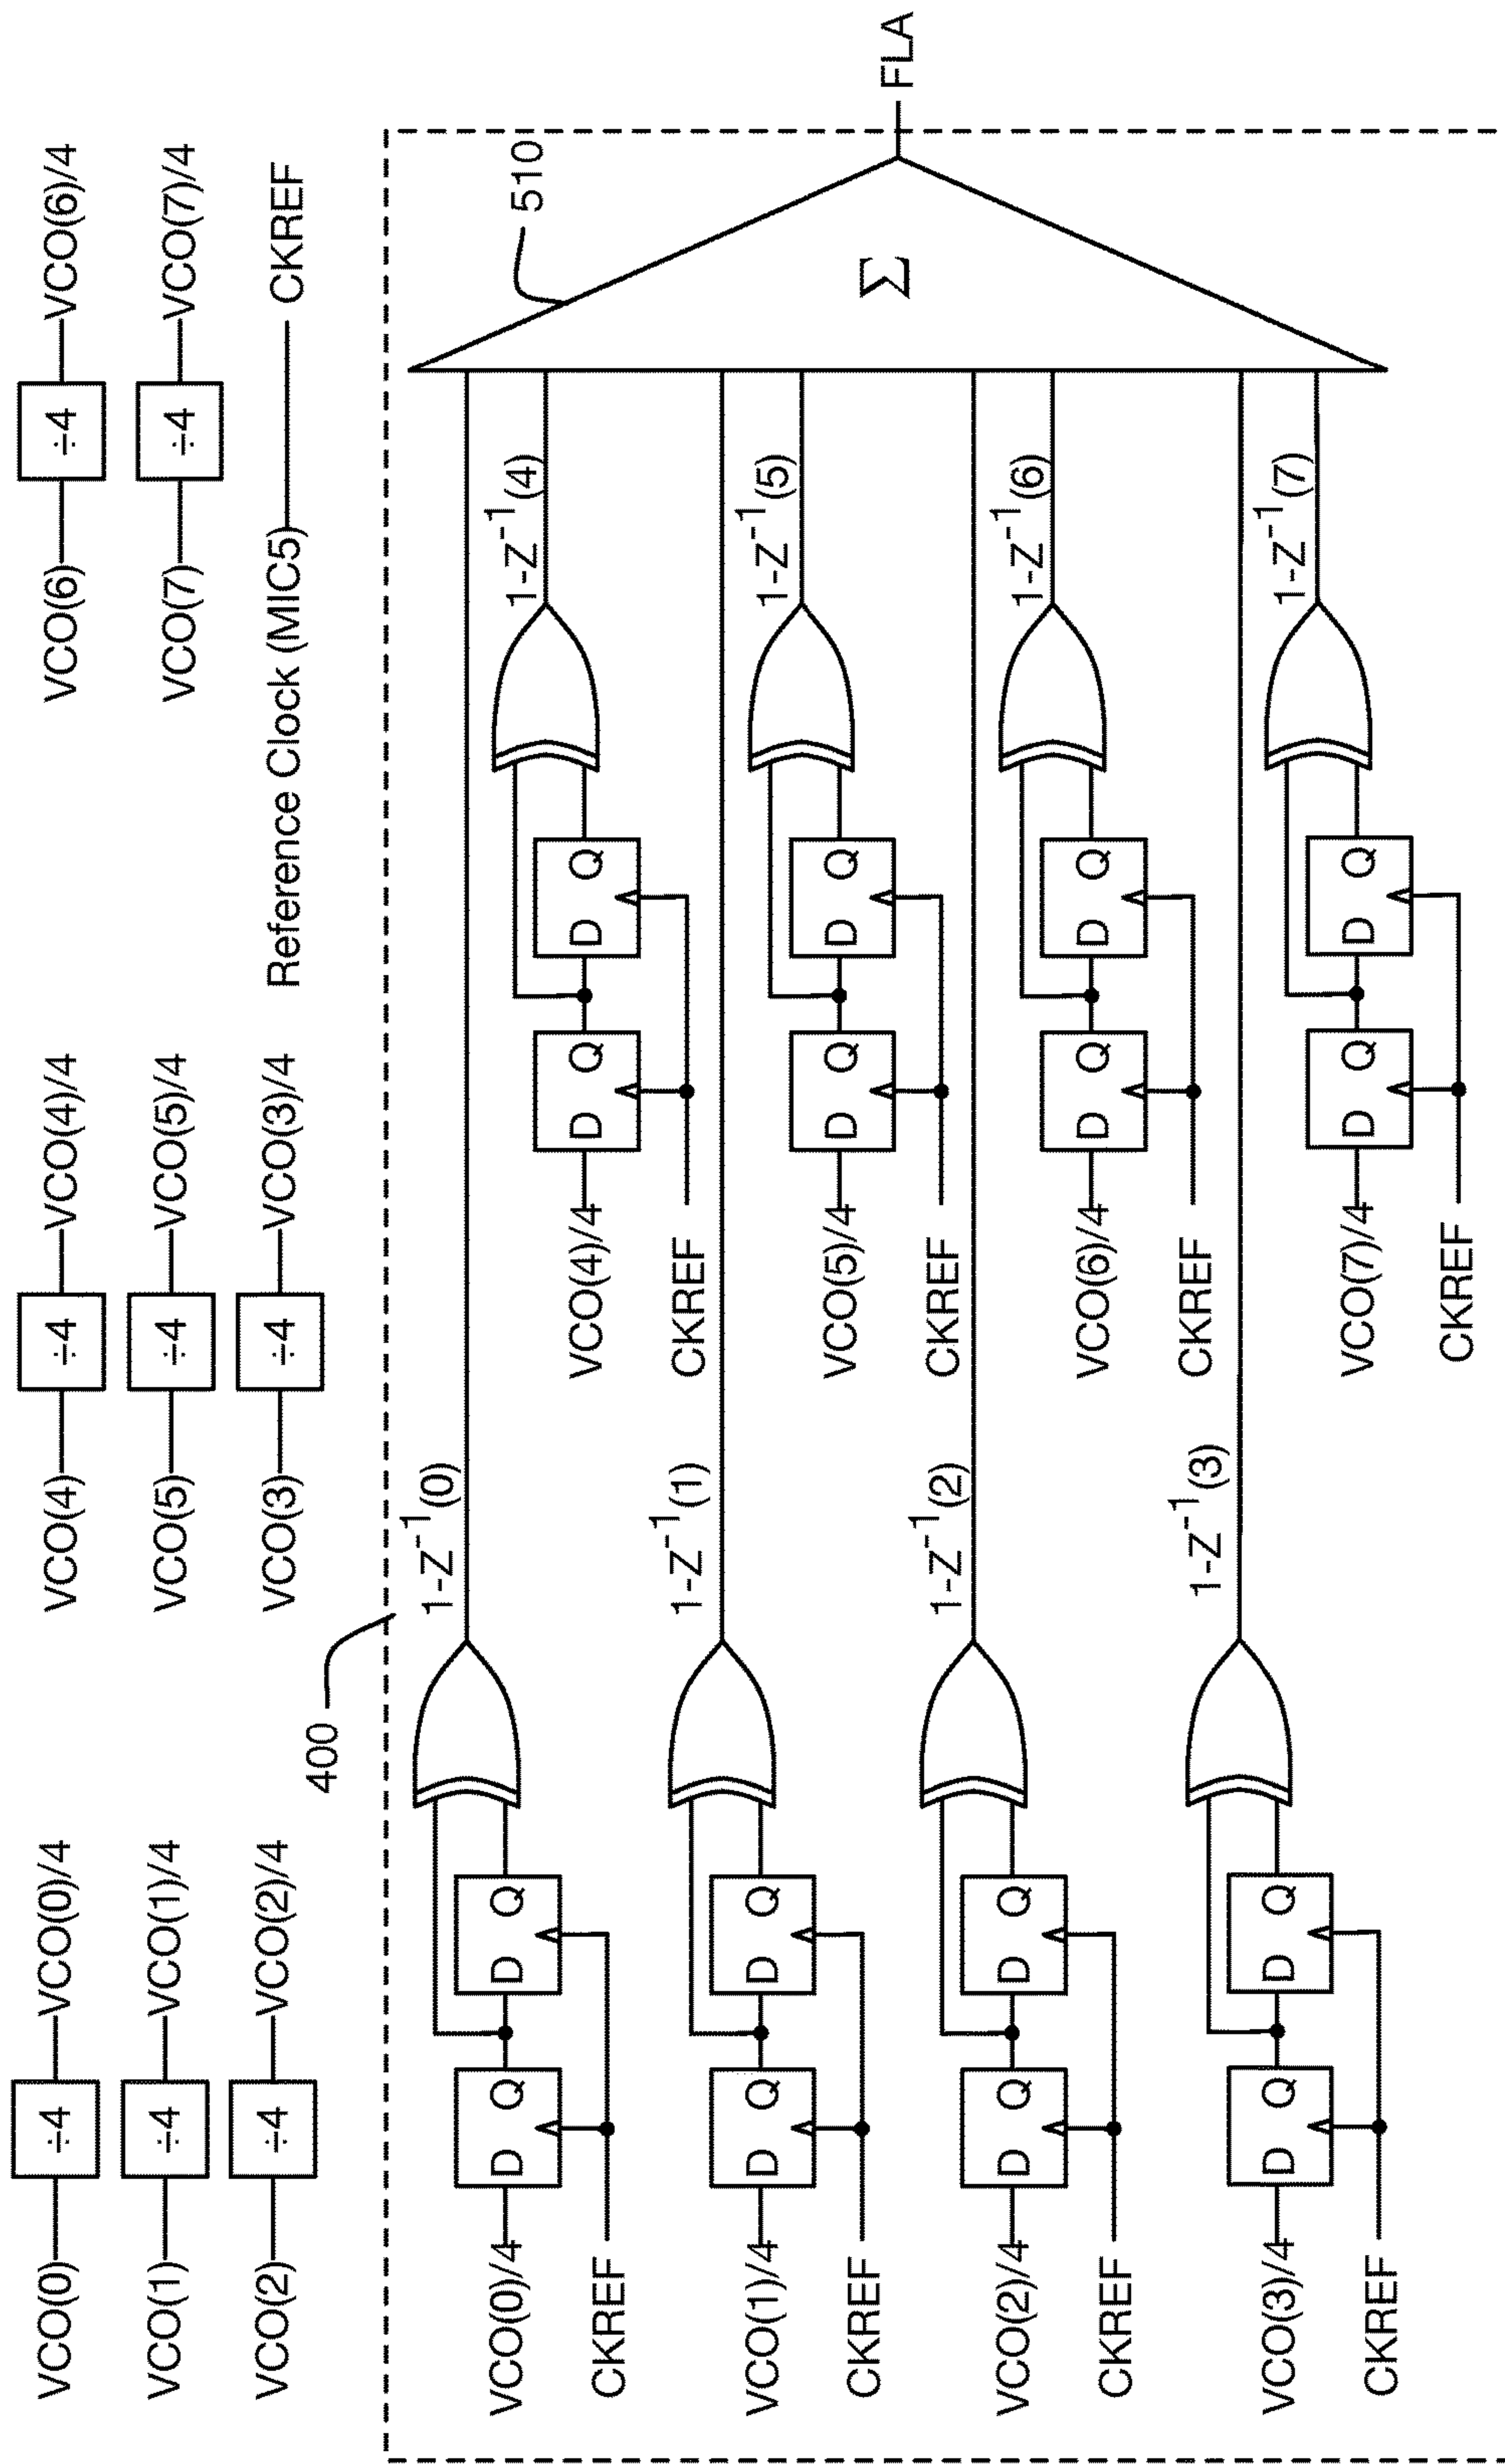 VCO(0) ÷4 VCO(0)/4
VCO(1) ÷4 VCO(1)/4
VCO(2) ÷4 VCO(2)/4
VCO(4) ÷4 VCO(4)/4
VCO(5) ÷4 VCO(5)/4
VCO(3) ÷4 VCO(3)/4
VCO(6) ÷4 VCO(6)/4
VCO(7) ÷4 VCO(7)/4
Reference Clock (MIC5) CKREF
400
1-Z⁻¹(0)
VCO(0)/4 D Q D Q
CKREF
1-Z⁻¹(4)
VCO(4)/4 D Q D Q
CKREF
1-Z⁻¹(1)
VCO(1)/4 D Q D Q
CKREF
1-Z⁻¹(5)
VCO(5)/4 D Q D Q
CKREF
1-Z⁻¹(2)
VCO(2)/4 D Q D Q
CKREF
1-Z⁻¹(6)
VCO(6)/4 D Q D Q
CKREF
1-Z⁻¹(3)
VCO(3)/4 D Q D Q
CKREF
1-Z⁻¹(7)
VCO(7)/4 D Q D Q
CKREF
510
Σ
FLA